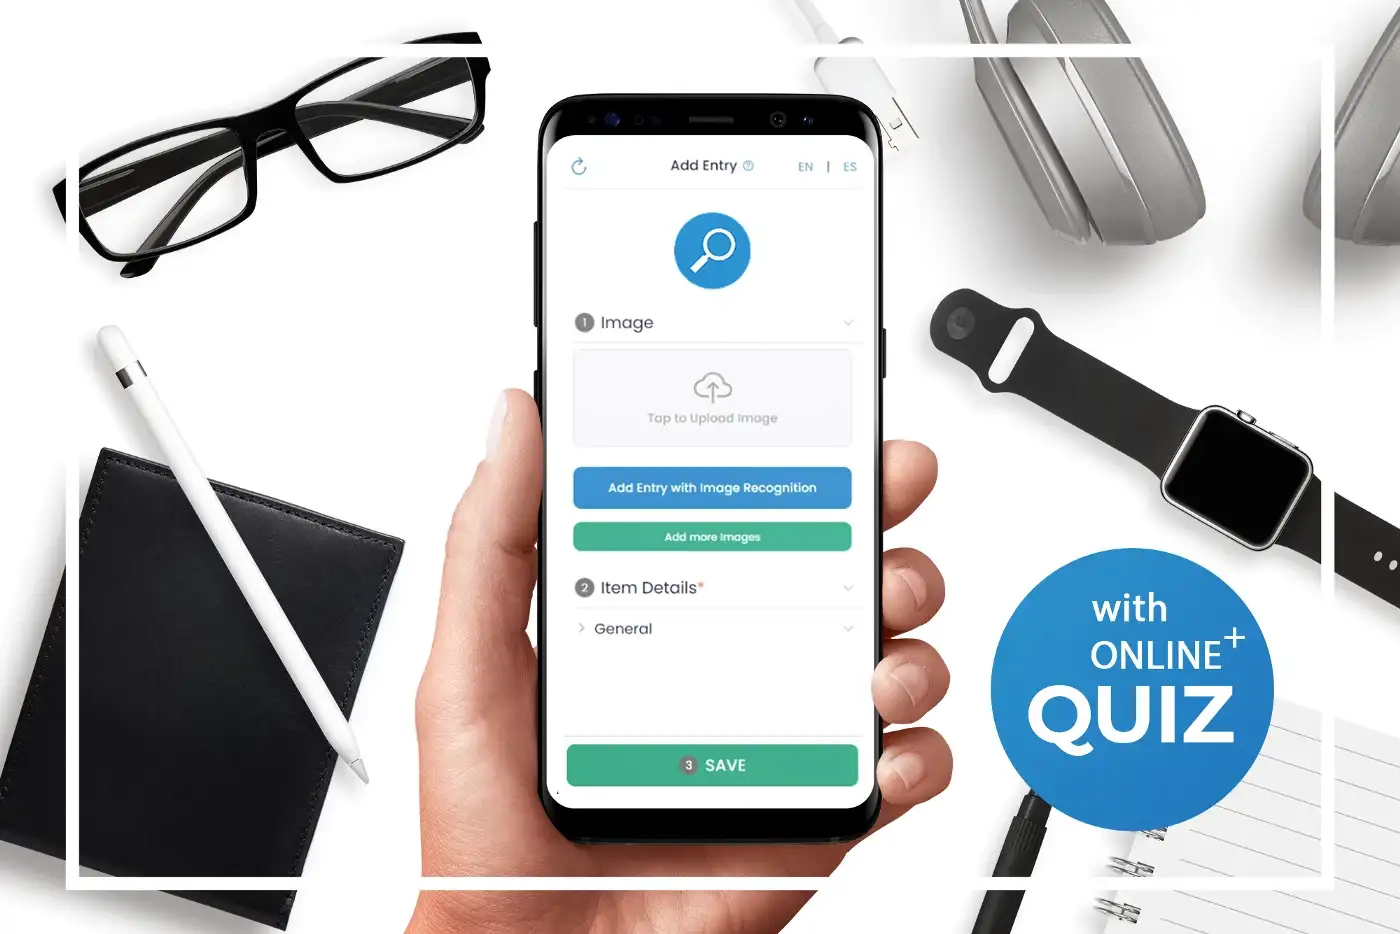 Add Entry
EN | ES
1 Image
Tap to Upload Image
Add Entry with Image Recognition
Add more Images
2 Item Details*
General
3 SAVE
with
ONLINE+
QUIZ